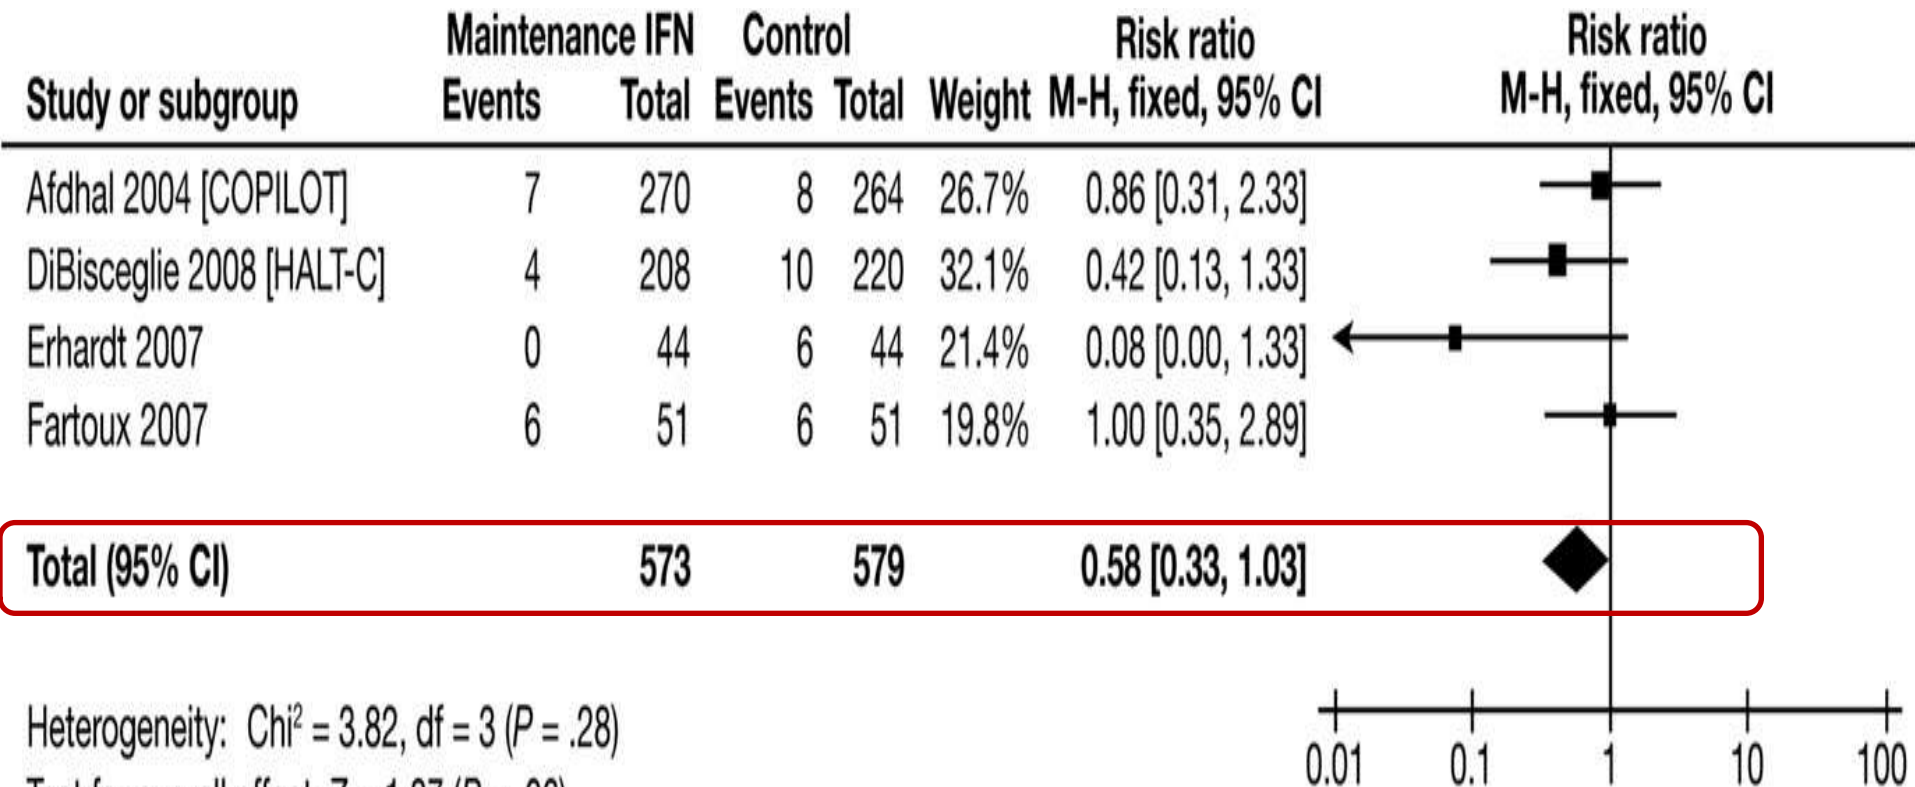 Maintenance IFN Control Risk ratio Risk ratio
Study or subgroup Events Total Events Total Weight M-H, fixed, 95% CI M-H, fixed, 95% CI
Afdhal 2004 [COPILOT] 7 270 8 264 26.7% 0.86 [0.31, 2.33]
DiBisceglie 2008 [HALT-C] 4 208 10 220 32.1% 0.42 [0.13, 1.33]
Erhardt 2007 0 44 6 44 21.4% 0.08 [0.00, 1.33]
Fartoux 2007 6 51 6 51 19.8% 1.00 [0.35, 2.89]
Total (95% CI) 573 579 0.58 [0.33, 1.03]
Heterogeneity: Chi² = 3.82, df = 3 (P = .28)
0.01 0.1 1 10 100